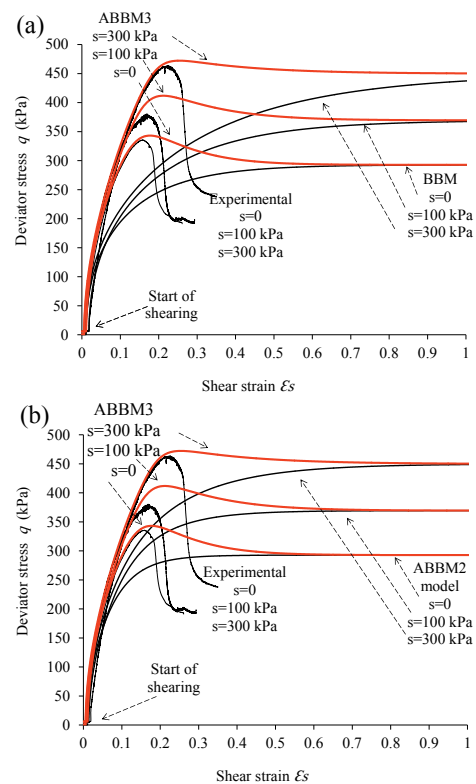 (a)
ABBM3
s=300 kPa
s=100 kPa
s=0
Deviator stress q (kPa)
500
450
400
350
300
250
200
150
100
50
0
Experimental
s=0
s=100 kPa
s=300 kPa
BBM
s=0
s=100 kPa
s=300 kPa
Start of
shearing
0 0.1 0.2 0.3 0.4 0.5 0.6 0.7 0.8 0.9 1
Shear strain Ɛs
(b)
ABBM3
s=300 kPa
s=100 kPa
s=0
Deviator stress q (kPa)
500
450
400
350
300
250
200
150
100
50
0
Experimental
s=0
s=100 kPa
s=300 kPa
ABBM2
model
s=0
s=100 kPa
s=300 kPa
Start of
shearing
0 0.1 0.2 0.3 0.4 0.5 0.6 0.7 0.8 0.9 1
Shear strain Ɛs